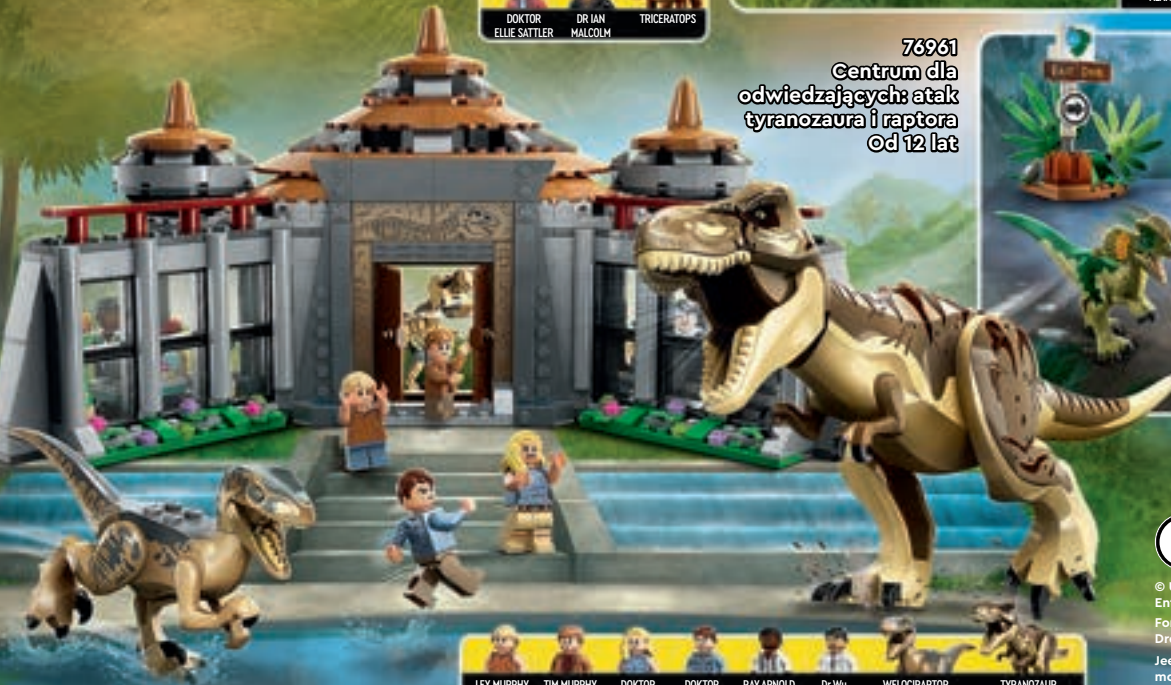 DOKTOR
ELLIE SATTLER
DR IAN
MALCOLM
TRICERATOPS
76961
Centrum dla
odwiedzających: atak
tyranozaura i raptora
Od 12 lat
LEX MURPHY
TIM MURPHY
DOKTOR
DOKTOR
RAY ARNOLD
Dr Wu
WELOCIRAPTOR
TYRANOZAUR